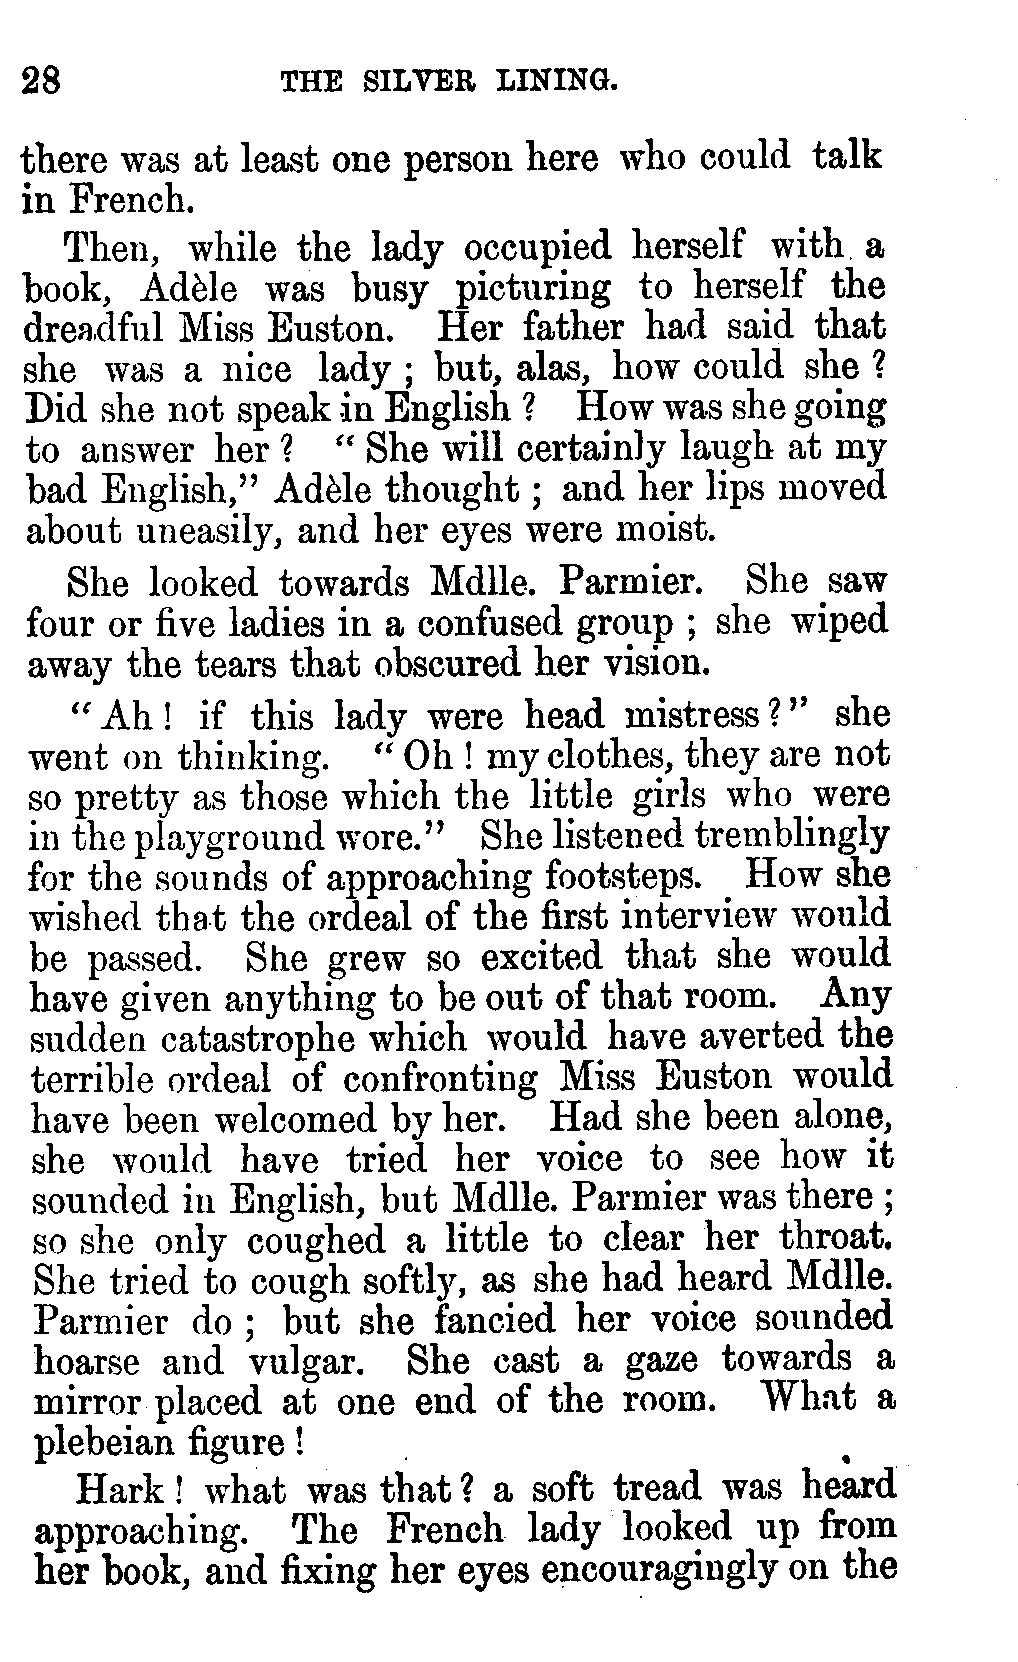 28 THE SILVER LINING.
there was at least one person here who could talk
in French.
Then, while the lady occupied herself with a
book, Adèle was busy picturing to herself the
dreadful Miss Euston. Her father had said that
she was a nice lady ; but, alas, how could she ?
Did she not speak in English ? How was she going
to answer her ? “ She will certainly laugh at my
bad English,” Adèle thought ; and her lips moved
about uneasily, and her eyes were moist.
She looked towards Mdlle. Parmier. She saw
four or five ladies in a confused group ; she wiped
away the tears that obscured her vision.
“ Ah ! if this lady were head mistress ? ” she
went on thinking. “ Oh ! my clothes, they are not
so pretty as those which the little girls who were
in the playground wore.” She listened tremblingly
for the sounds of approaching footsteps. How she
wished that the ordeal of the first interview would
be passed. She grew so excited that she would
have given anything to be out of that room. Any
sudden catastrophe which would have averted the
terrible ordeal of confronting Miss Euston would
have been welcomed by her. Had she been alone,
she would have tried her voice to see how it
sounded in English, but Mdlle. Parmier was there ;
so she only coughed a little to clear her throat.
She tried to cough softly, as she had heard Mdlle.
Parmier do ; but she fancied her voice sounded
hoarse and vulgar. She cast a gaze towards a
mirror placed at one end of the room. What a
plebeian figure !
Hark ! what was that ? a soft tread was heard
approaching. The French lady looked up from
her book, and fixing her eyes encouragingly on the